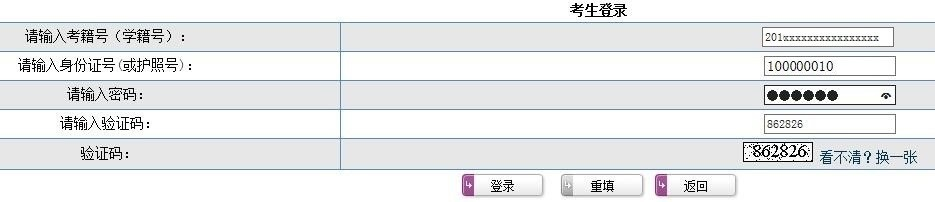 考生登录
请输入考籍号（学籍号）： 201xxxxxxxxxxxxxxxx
请输入身份证号(或护照号)： 100000010
请输入密码： ●●●●●●
请输入验证码： 862826
验证码： 862826 看不清？换一张
登录 重填 返回